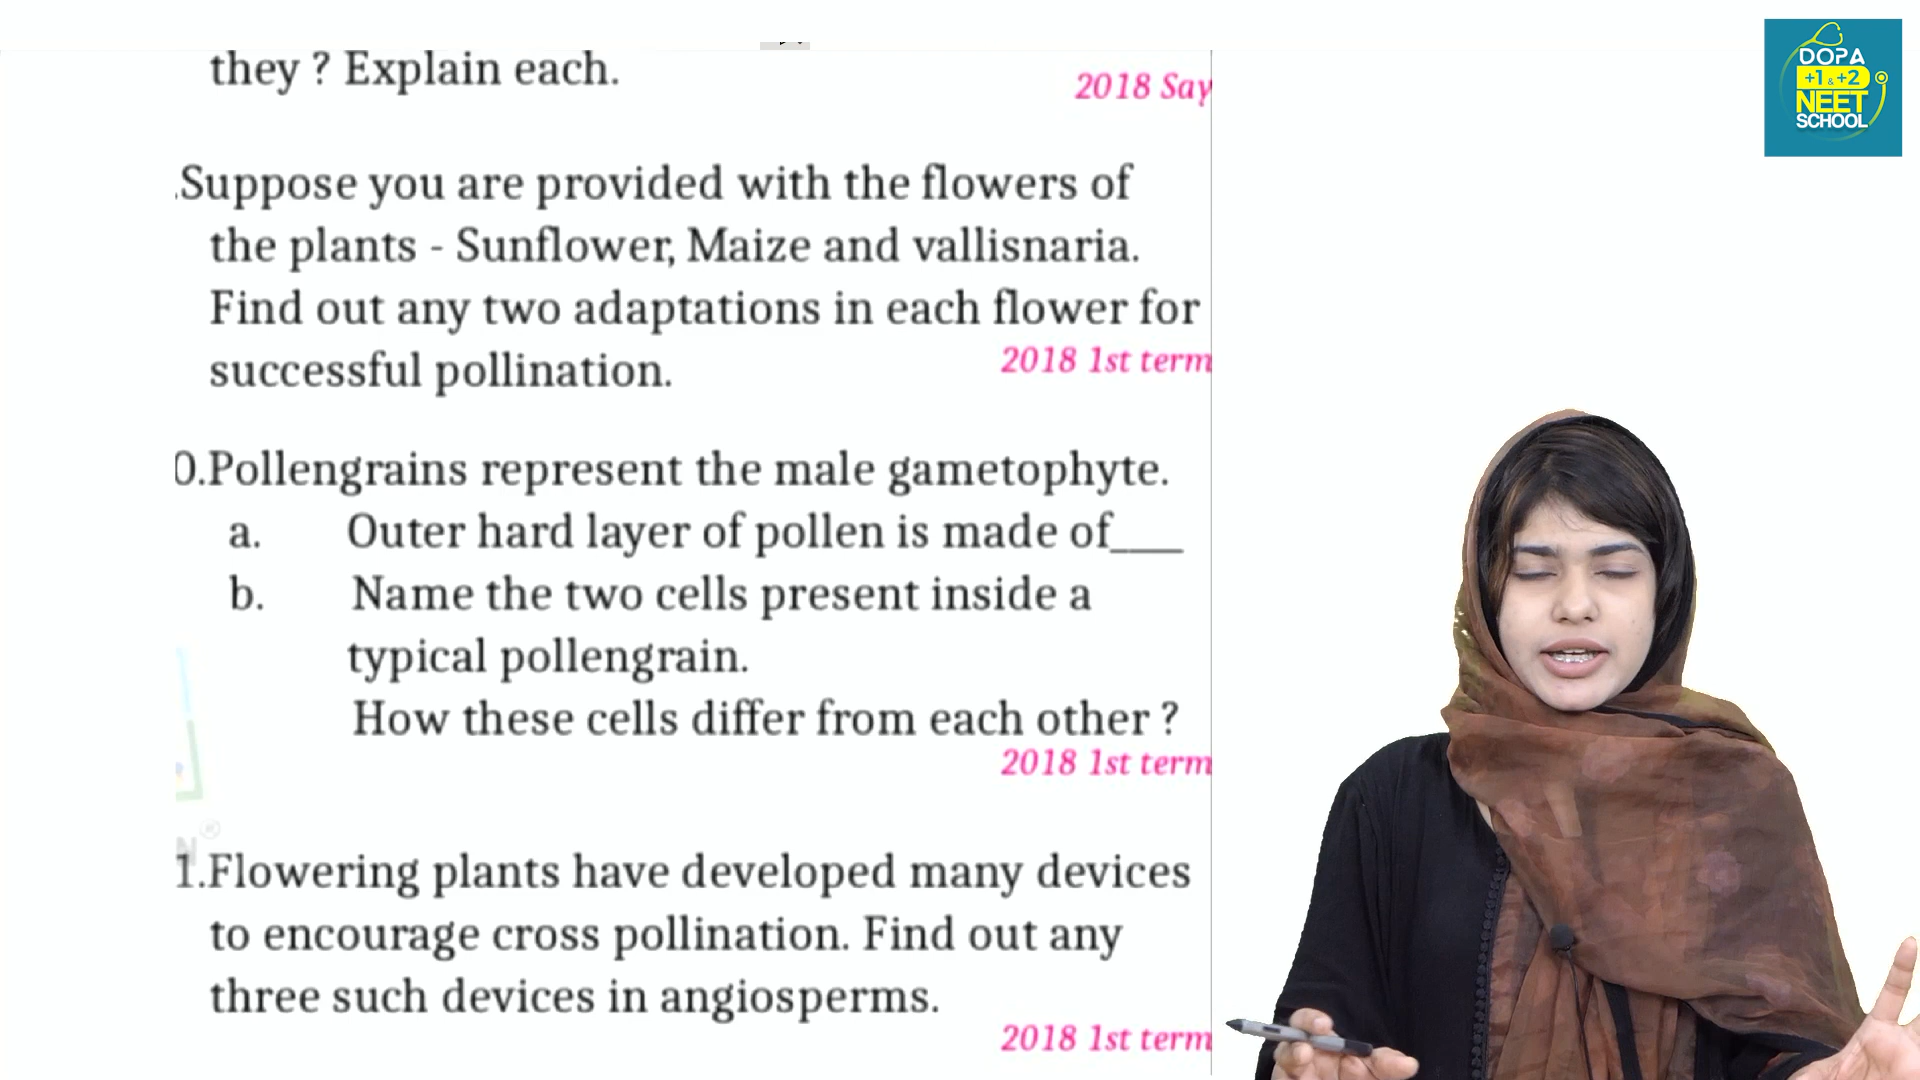 they ? Explain each.
2018 Say
.Suppose you are provided with the flowers of
the plants - Sunflower, Maize and vallisnaria.
Find out any two adaptations in each flower for
successful pollination.
2018 1st term
0.Pollengrains represent the male gametophyte.
a. Outer hard layer of pollen is made of____
b. Name the two cells present inside a
typical pollengrain.
How these cells differ from each other ?
2018 1st term
N®
1.Flowering plants have developed many devices
to encourage cross pollination. Find out any
three such devices in angiosperms.
2018 1st term
DOPA
+1 & +2
NEET
SCHOOL